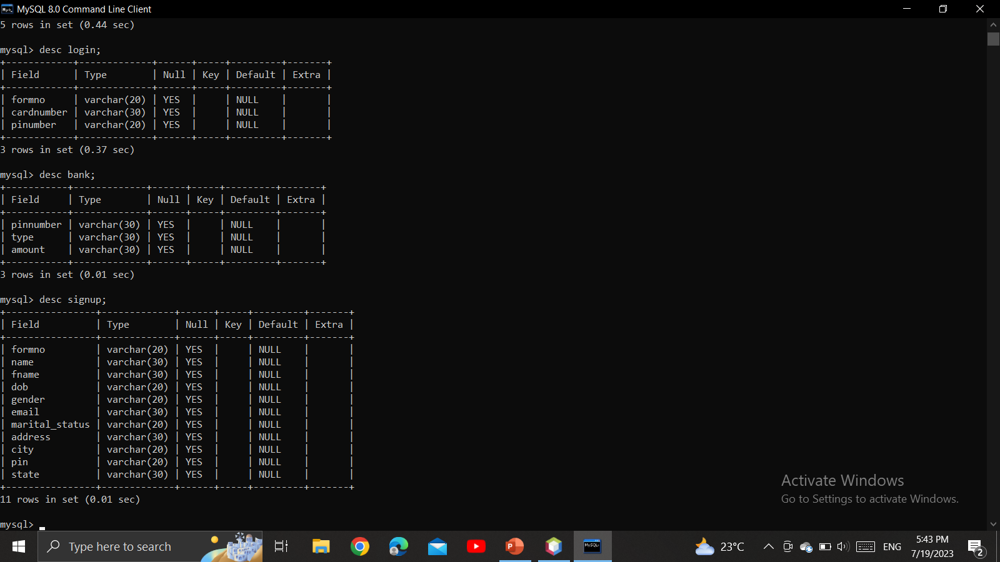 MySQL 8.0 Command Line Client
5 rows in set (0.44 sec)
mysql> desc login;
+------------+-------------+------+-----+---------+-------+
| Field      | Type        | Null | Key | Default | Extra |
+------------+-------------+------+-----+---------+-------+
| formno     | varchar(20) | YES  |     | NULL    |       |
| cardnumber | varchar(30) | YES  |     | NULL    |       |
| pinumber   | varchar(20) | YES  |     | NULL    |       |
+------------+-------------+------+-----+---------+-------+
3 rows in set (0.37 sec)
mysql> desc bank;
+-----------+-------------+------+-----+---------+-------+
| Field     | Type        | Null | Key | Default | Extra |
+-----------+-------------+------+-----+---------+-------+
| pinnumber | varchar(30) | YES  |     | NULL    |       |
| type      | varchar(30) | YES  |     | NULL    |       |
| amount    | varchar(30) | YES  |     | NULL    |       |
+-----------+-------------+------+-----+---------+-------+
3 rows in set (0.01 sec)
mysql> desc signup;
+----------------+-------------+------+-----+---------+-------+
| Field          | Type        | Null | Key | Default | Extra |
+----------------+-------------+------+-----+---------+-------+
| formno         | varchar(20) | YES  |     | NULL    |       |
| name           | varchar(30) | YES  |     | NULL    |       |
| fname          | varchar(30) | YES  |     | NULL    |       |
| dob            | varchar(20) | YES  |     | NULL    |       |
| gender         | varchar(20) | YES  |     | NULL    |       |
| email          | varchar(30) | YES  |     | NULL    |       |
| marital_status | varchar(20) | YES  |     | NULL    |       |
| address        | varchar(30) | YES  |     | NULL    |       |
| city           | varchar(20) | YES  |     | NULL    |       |
| pin            | varchar(20) | YES  |     | NULL    |       |
| state          | varchar(30) | YES  |     | NULL    |       |
+----------------+-------------+------+-----+---------+-------+
11 rows in set (0.01 sec)
mysql>
Activate Windows
Go to Settings to activate Windows.
Type here to search
23°C
ENG
5:43 PM
7/19/2023
2